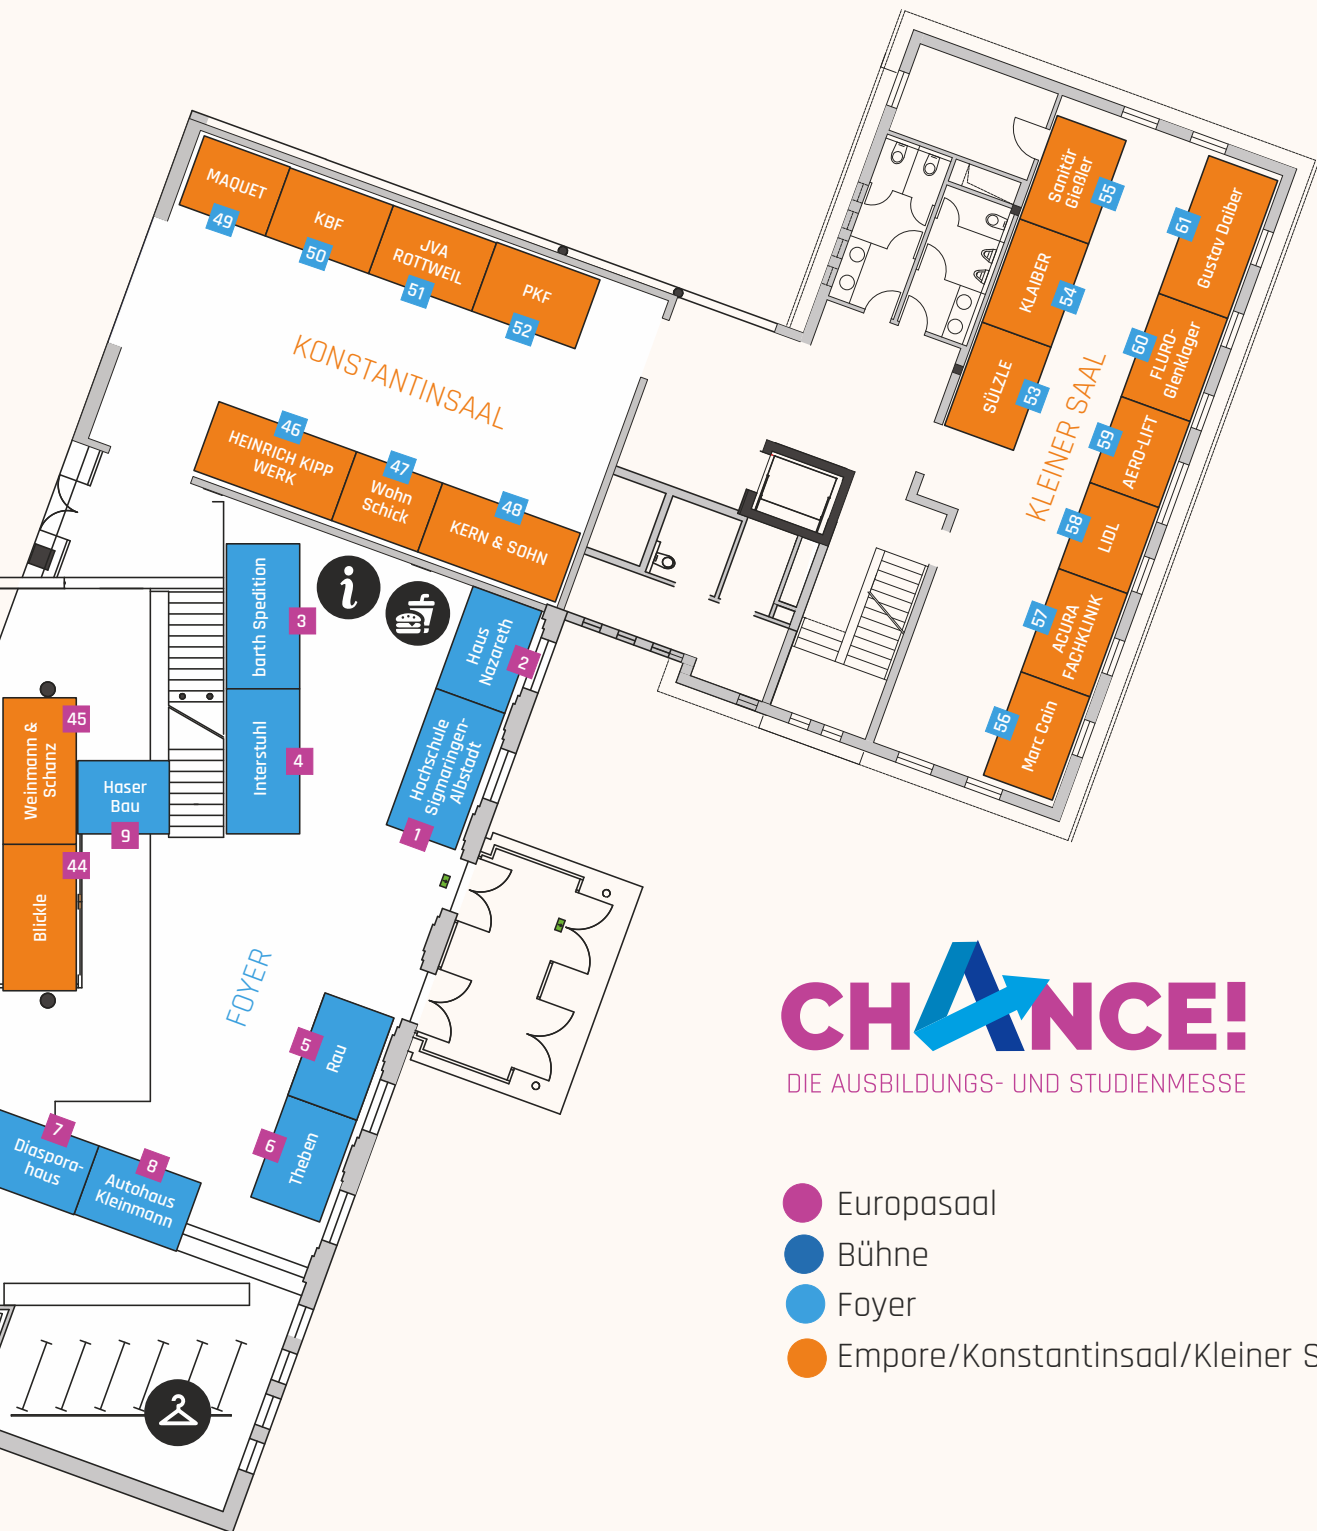 MAQUET
49
KBF
50
JVA
ROTTWEIL
51
PKF
52
KONSTANTINSAAL
46
HEINRICH KIPP
WERK
47
Wohn
Schick
48
KERN & SOHN
Sanitär
Gießler
55
KLAIBER
54
SÜLZLE
53
KLEINER SAAL
61
Gustav Daiber
60
FLURO-
Glenklager
59
AERO-LIFT
58
LIDL
57
ACURA
FACHKLINIK
56
Marc Cain
barth Spedition
3
Interstuhl
4
i
Haus
Nazareth
2
Hochschule
Sigmaringen-
Albstadt
1
45
Weinmann &
Schanz
Haser
Bau
9
44
Blickle
FOYER
5
Rau
6
Theben
7
Diaspora-
haus
8
Autohaus
Kleinmann
CHANCE!
DIE AUSBILDUNGS- UND STUDIENMESSE
Europasaal
Bühne
Foyer
Empore/Konstantinsaal/Kleiner S